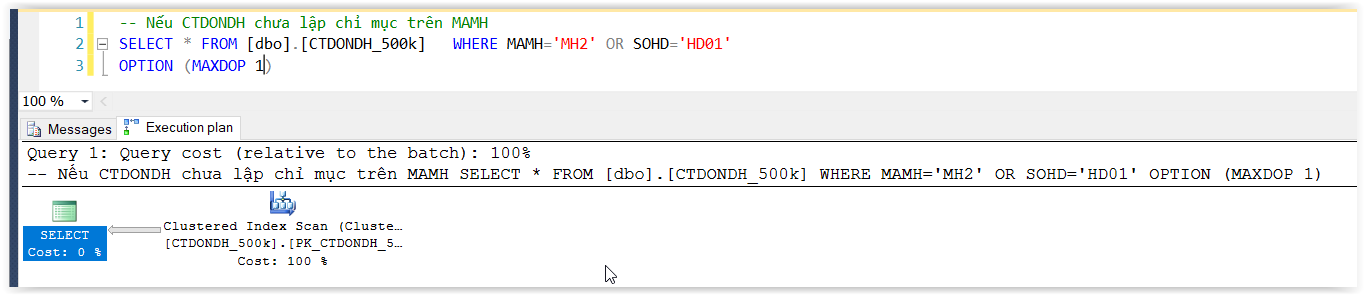 1 -- Nếu CTDONDH chưa lập chỉ mục trên MAMH
2 SELECT * FROM [dbo].[CTDONDH_500k] WHERE MAMH='MH2' OR SOHD='HD01'
3 OPTION (MAXDOP 1)
100 %
Messages Execution plan
Query 1: Query cost (relative to the batch): 100%
-- Nếu CTDONDH chưa lập chỉ mục trên MAMH SELECT * FROM [dbo].[CTDONDH_500k] WHERE MAMH='MH2' OR SOHD='HD01' OPTION (MAXDOP 1)
SELECT
Cost: 0 %
Clustered Index Scan (Cluste…
[CTDONDH_500k].[PK_CTDONDH_5…
Cost: 100 %